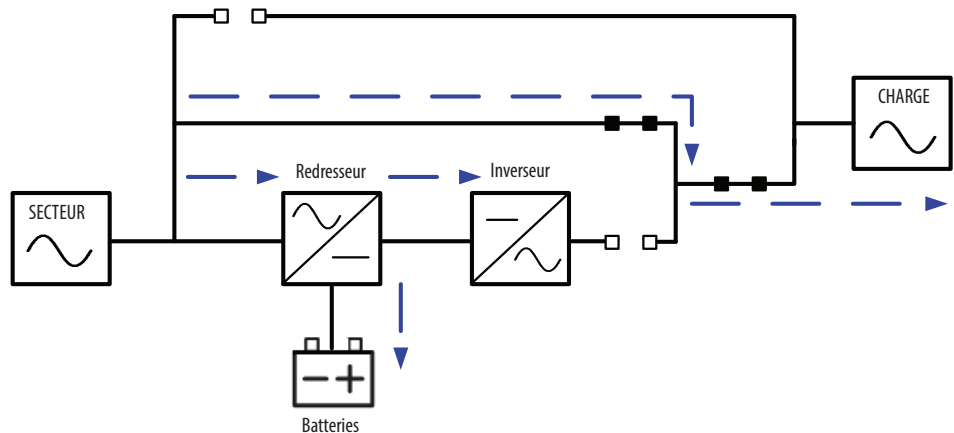 CHARGE
Redresseur
Inverseur
SECTEUR
Batteries